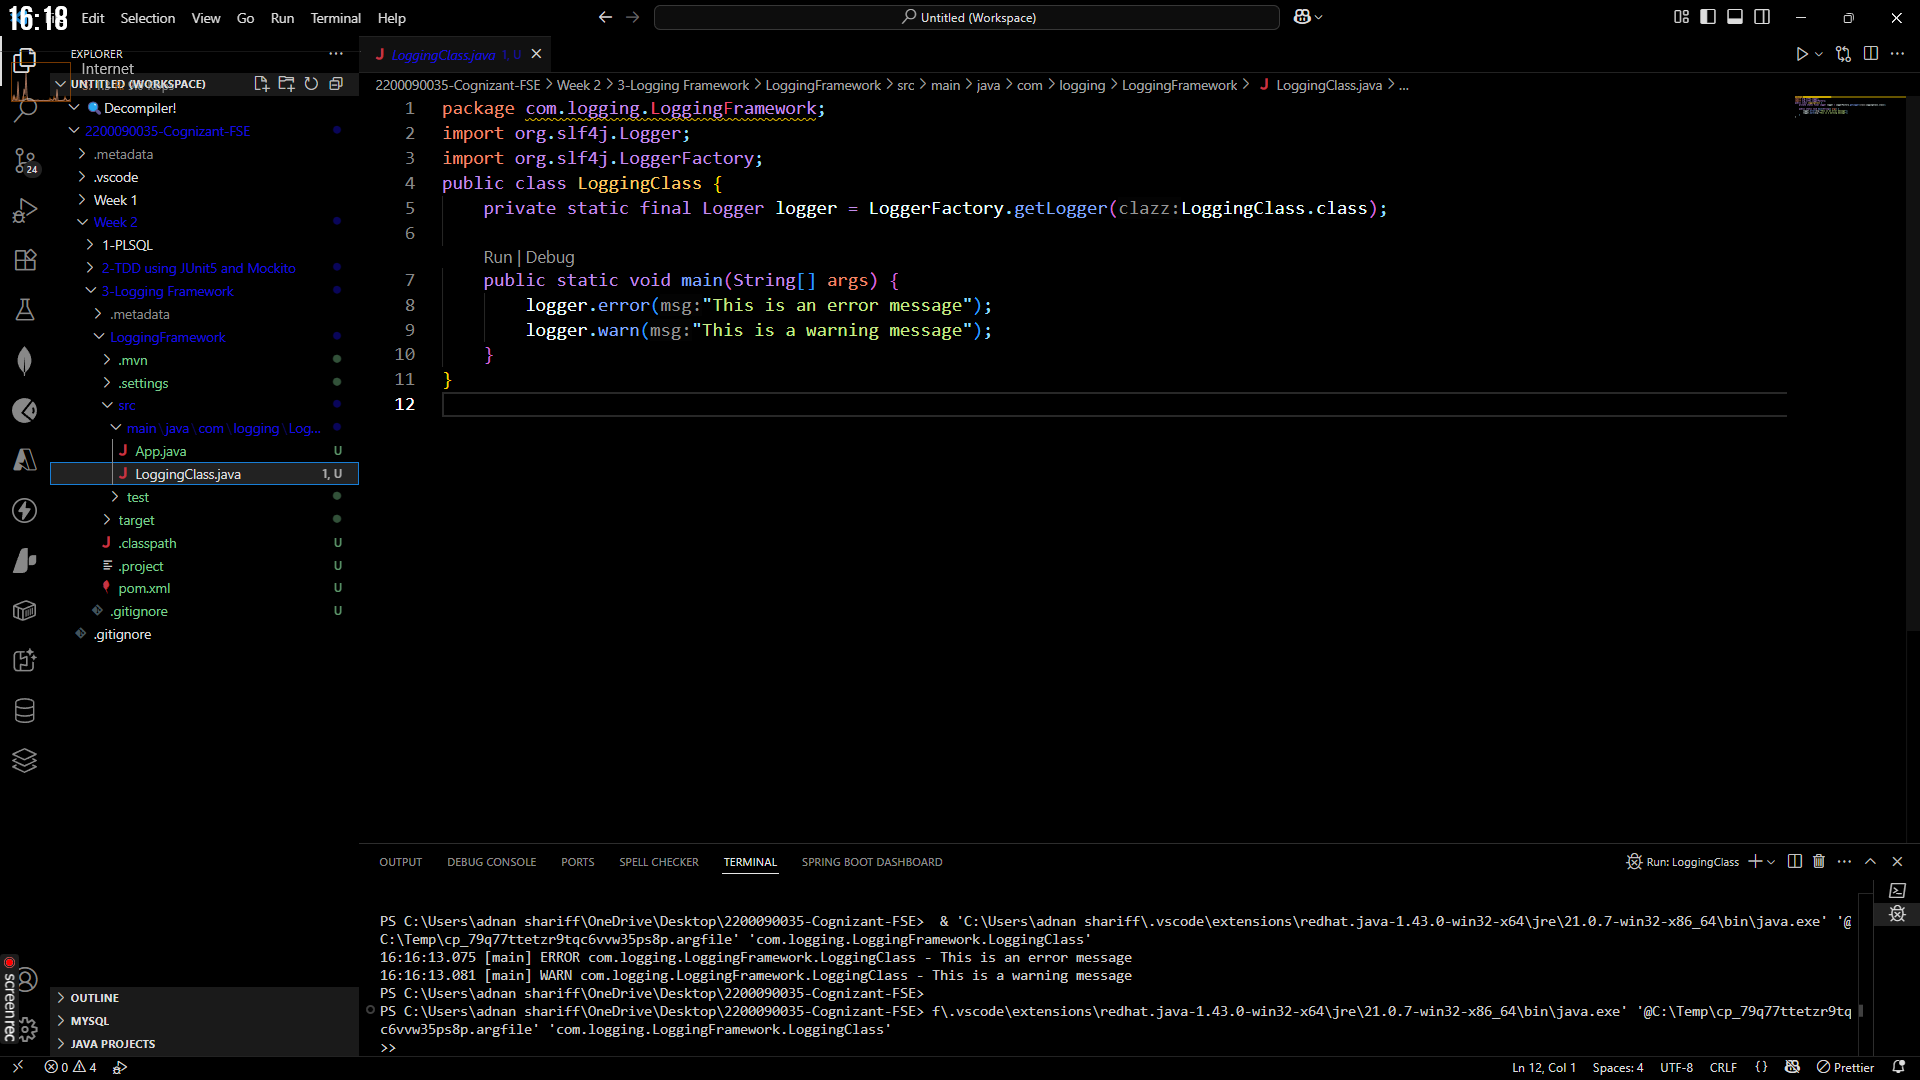 16:18
Edit Selection View Go Run Terminal Help
Untitled (Workspace)
EXPLORER
Internet
UNTITLED (WORKSPACE)
Decompiler!
2200090035-Cognizant-FSE
.metadata
.vscode
Week 1
Week 2
1-PLSQL
2-TDD using JUnit5 and Mockito
3-Logging Framework
.metadata
LoggingFramework
.mvn
.settings
src
main\java\com\logging\Log...
App.java U
LoggingClass.java 1, U
test
target
.classpath U
.project U
pom.xml U
.gitignore U
.gitignore
24
OUTLINE
MYSQL
JAVA PROJECTS
screenrec
LoggingClass.java 1, U
2200090035-Cognizant-FSE > Week 2 > 3-Logging Framework > LoggingFramework > src > main > java > com > logging > LoggingFramework > LoggingClass.java > ...
1 package com.logging.LoggingFramework;
2 import org.slf4j.Logger;
3 import org.slf4j.LoggerFactory;
4 public class LoggingClass {
5 private static final Logger logger = LoggerFactory.getLogger(clazz:LoggingClass.class);
6
Run | Debug
7 public static void main(String[] args) {
8 logger.error(msg:"This is an error message");
9 logger.warn(msg:"This is a warning message");
10 }
11 }
12
OUTPUT DEBUG CONSOLE PORTS SPELL CHECKER TERMINAL SPRING BOOT DASHBOARD
Run: LoggingClass
PS C:\Users\adnan shariff\OneDrive\Desktop\2200090035-Cognizant-FSE> & 'C:\Users\adnan shariff\.vscode\extensions\redhat.java-1.43.0-win32-x64\jre\21.0.7-win32-x86_64\bin\java.exe' '@
C:\Temp\cp_79q77ttetzr9tqc6vvw35ps8p.argfile' 'com.logging.LoggingFramework.LoggingClass'
16:16:13.075 [main] ERROR com.logging.LoggingFramework.LoggingClass - This is an error message
16:16:13.081 [main] WARN com.logging.LoggingFramework.LoggingClass - This is a warning message
PS C:\Users\adnan shariff\OneDrive\Desktop\2200090035-Cognizant-FSE>
PS C:\Users\adnan shariff\OneDrive\Desktop\2200090035-Cognizant-FSE> f\.vscode\extensions\redhat.java-1.43.0-win32-x64\jre\21.0.7-win32-x86_64\bin\java.exe' '@C:\Temp\cp_79q77ttetzr9tq
c6vvw35ps8p.argfile' 'com.logging.LoggingFramework.LoggingClass'
>>
0 4
Ln 12, Col 1 Spaces: 4 UTF-8 CRLF {} Prettier